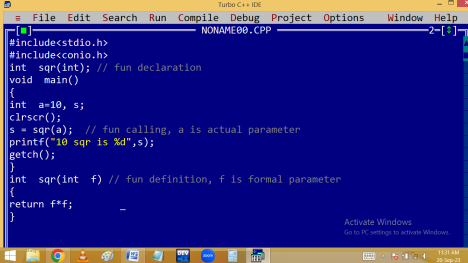 Turbo C++ IDE
≡ File Edit Search Run Compile Debug Project Options Window Help
[■] NONAME00.CPP 2=[↕]
#include<stdio.h>
#include<conio.h>
int sqr(int); // fun declaration
void main()
{
int a=10, s;
clrscr();
s = sqr(a); // fun calling, a is actual parameter
printf("10 sqr is %d",s);
getch();
}
int sqr(int f) // fun definition, f is formal parameter
{
return f*f; _
}
Activate Windows
Go to PC settings to activate Windows.
DEV
zoom
11:31 AM
20-Sep-23